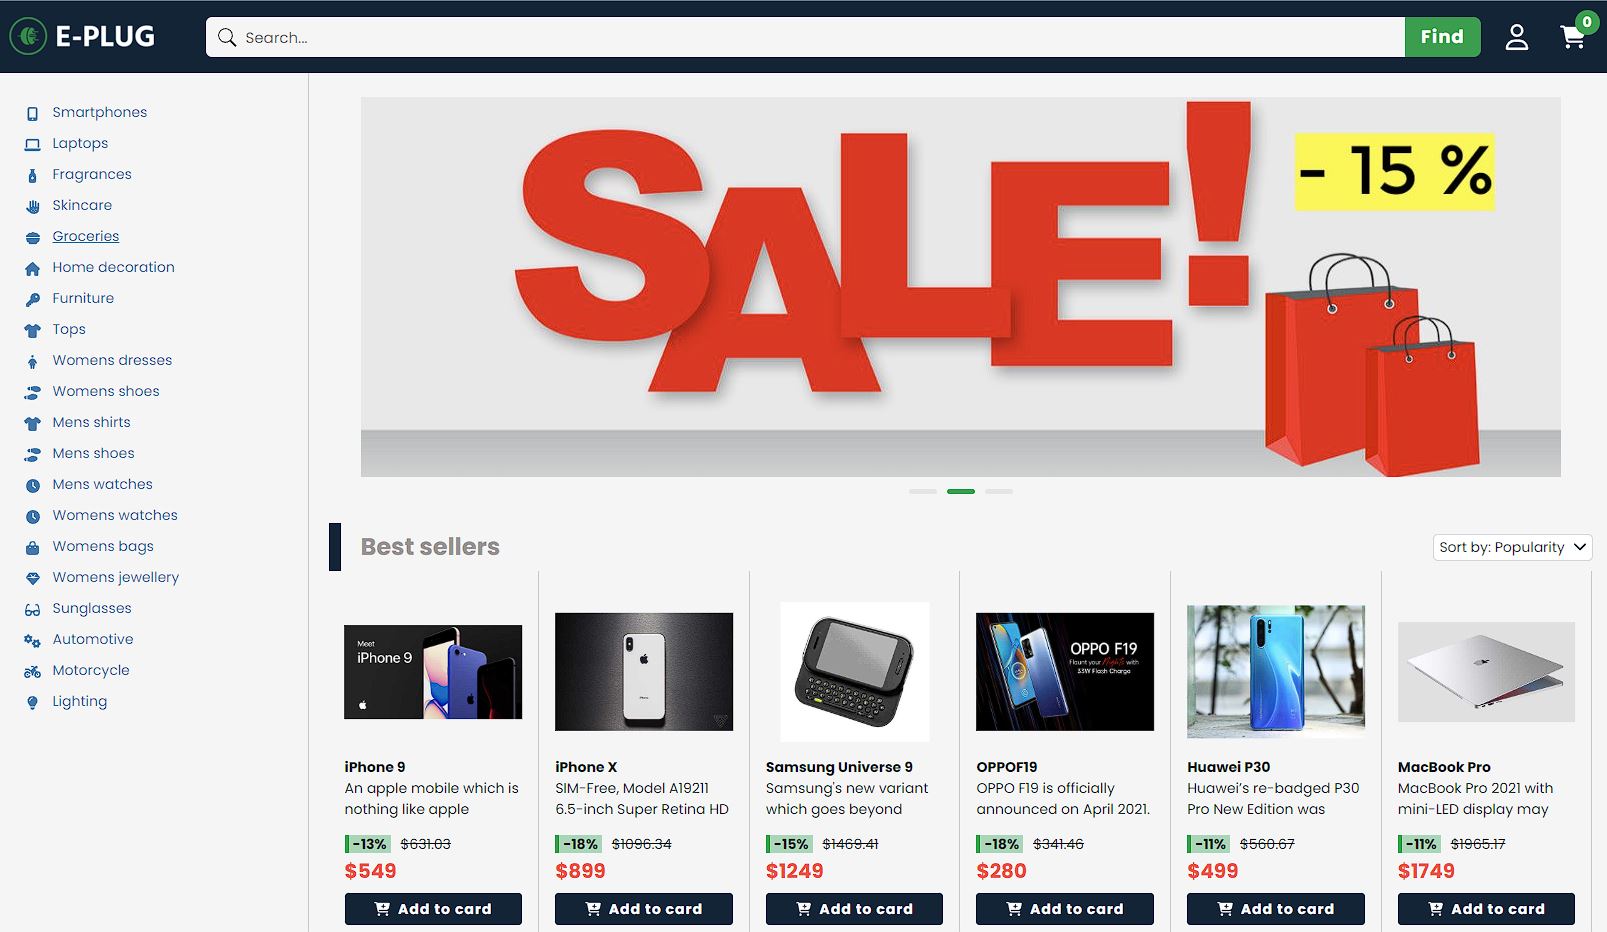 E-PLUG
Search...
Find
0
Smartphones
Laptops
Fragrances
Skincare
Groceries
Home decoration
Furniture
Tops
Womens dresses
Womens shoes
Mens shirts
Mens shoes
Mens watches
Womens watches
Womens bags
Womens jewellery
Sunglasses
Automotive
Motorcycle
Lighting
SALE!
- 15 %
Best sellers
Sort by: Popularity
Meet
iPhone 9
iPhone 9
An apple mobile which is
nothing like apple
-13% $631.03
$549
Add to card
iPhone X
SIM-Free, Model A19211
6.5-inch Super Retina HD
-18% $1096.34
$899
Add to card
Samsung Universe 9
Samsung's new variant
which goes beyond
-15% $1469.41
$1249
Add to card
OPPO F19
Flaunt your Nights with
33W Flash Charge
OPPOF19
OPPO F19 is officially
announced on April 2021.
-18% $341.46
$280
Add to card
Huawei P30
Huawei’s re-badged P30
Pro New Edition was
-11% $560.67
$499
Add to card
MacBook Pro
MacBook Pro 2021 with
mini-LED display may
-11% $1965.17
$1749
Add to card